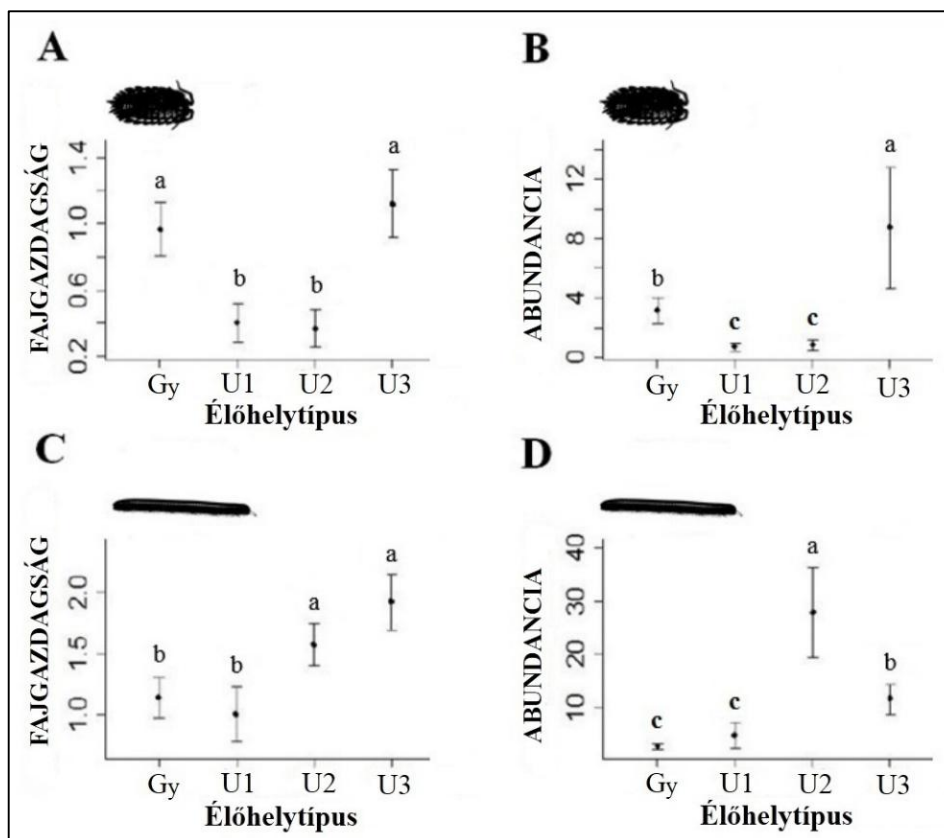 A
FAJGAZDAGSÁG
1.4
1.0
0.6
0.2
a
b
b
a
Gy U1 U2 U3
Élőhelytípus
B
ABUNDANCIA
12
8
4
0
b
c
c
a
Gy U1 U2 U3
Élőhelytípus
C
FAJGAZDAGSÁG
2.0
1.5
1.0
b
b
a
a
Gy U1 U2 U3
Élőhelytípus
D
ABUNDANCIA
40
30
20
10
c
c
a
b
Gy U1 U2 U3
Élőhelytípus